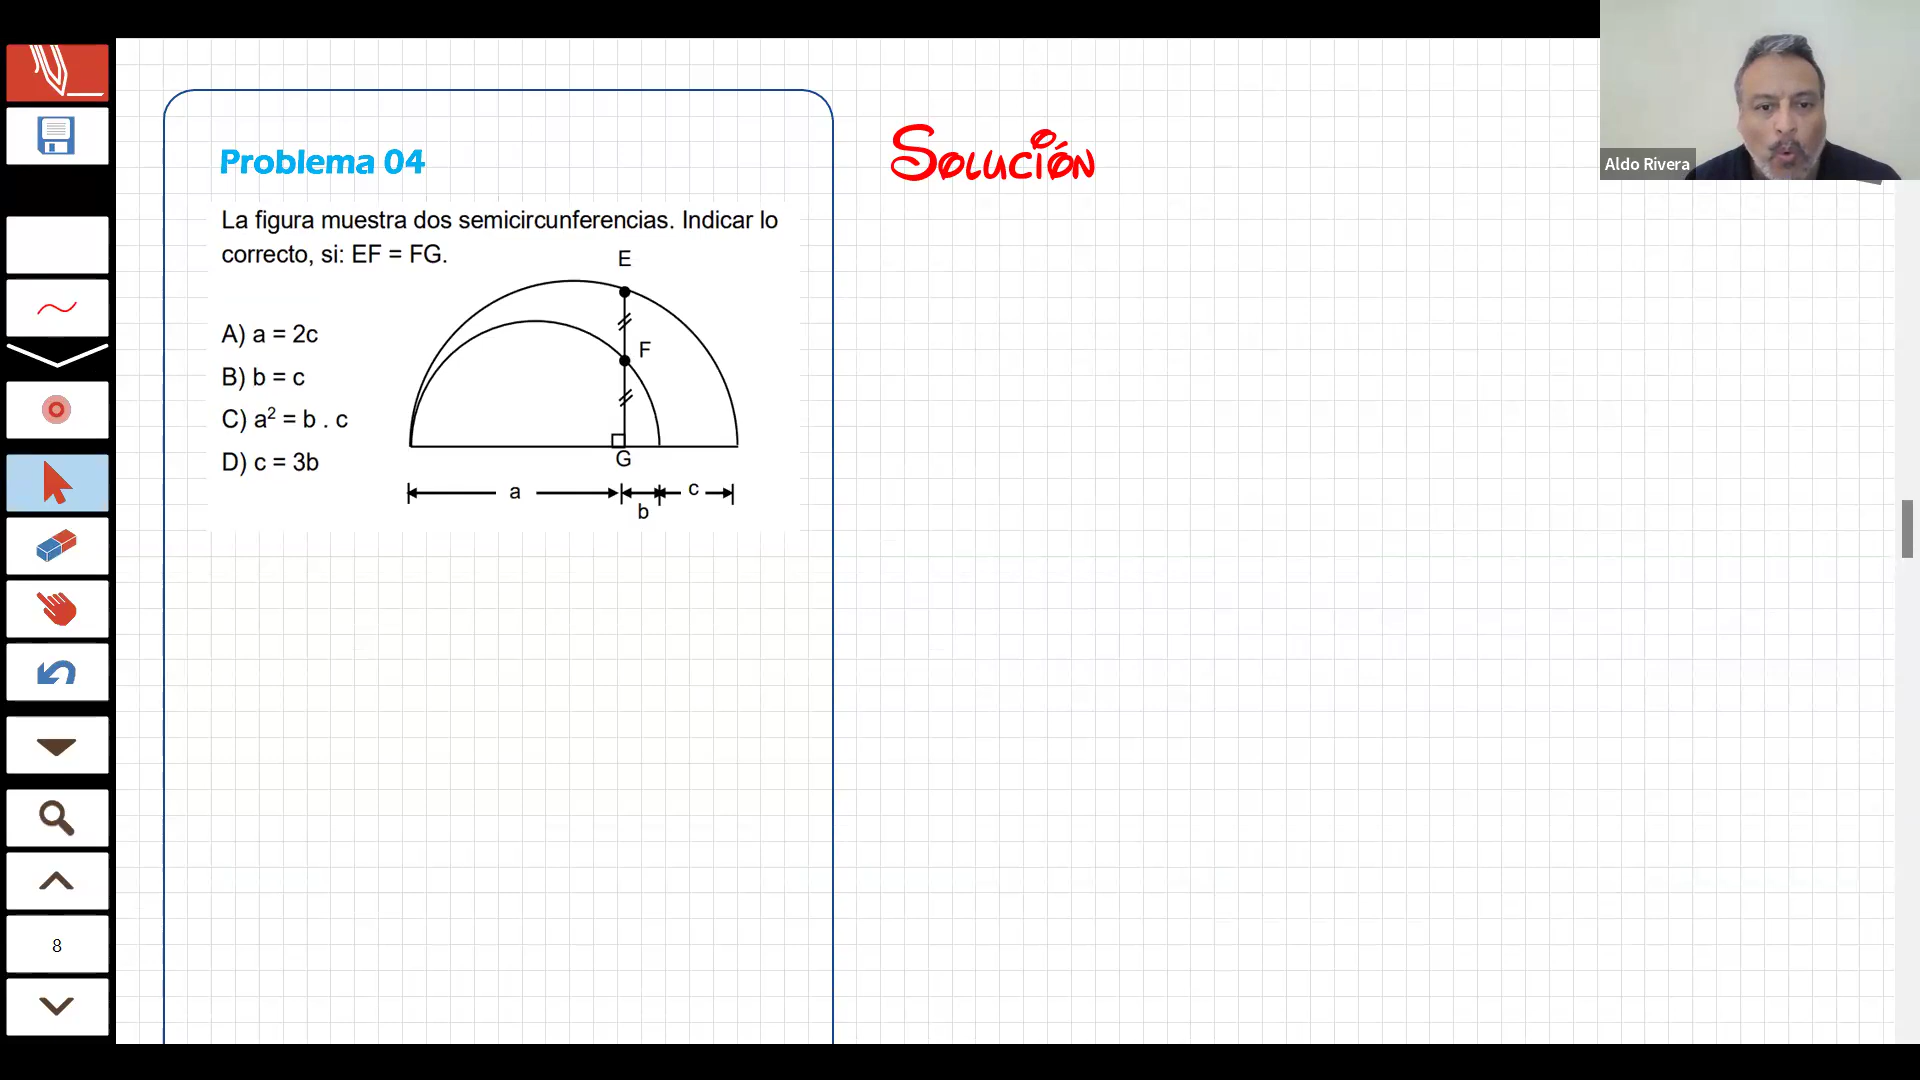 Problema 04
Solución
Aldo Rivera
La figura muestra dos semicircunferencias. Indicar lo
correcto, si: EF = FG.
E
A) a = 2c
F
B) b = c
C) a² = b . c
D) c = 3b
G
a
c
b
8